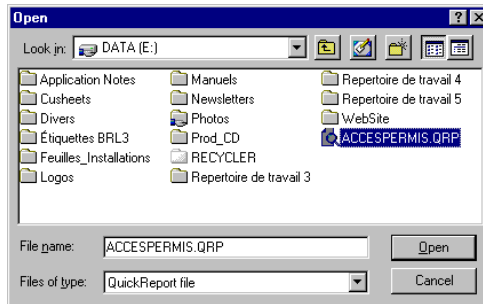 Open
Look in: DATA (E:)
Application Notes Manuels Repertoire de travail 4
Cusheets Newsletters Repertoire de travail 5
Divers Photos WebSite
Étiquettes BRL3 Prod_CD ACCESPERMIS.QRP
Feuilles_Installations RECYCLER
Logos Repertoire de travail 3
File name: ACCESPERMIS.QRP Open
Files of type: QuickReport file Cancel